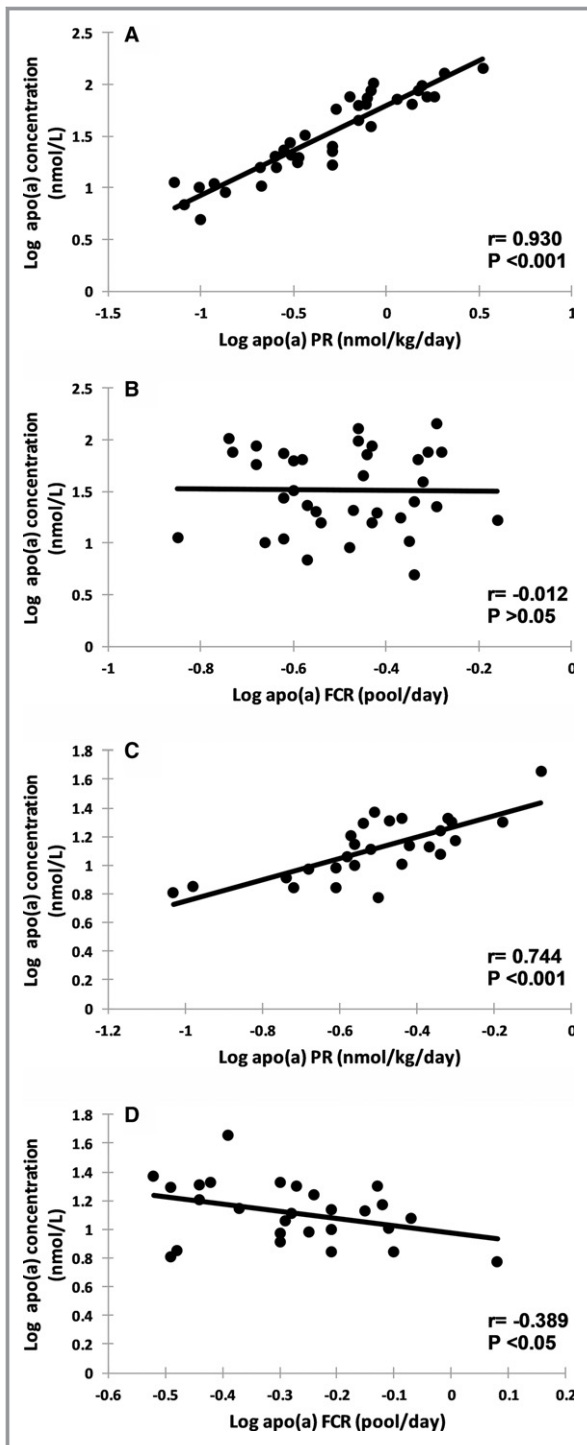 A
Log apo(a) concentration
(nmol/L)
2.5
2
1.5
1
0.5
0
-1.5
-1
-0.5
0
0.5
1
r= 0.930
P <0.001
Log apo(a) PR (nmol/kg/day)
B
Log apo(a) concentration
(nmol/L)
2.5
2
1.5
1
0.5
0
-1
-0.8
-0.6
-0.4
-0.2
0
r= -0.012
P >0.05
Log apo(a) FCR (pool/day)
C
Log apo(a) concentration
(nmol/L)
1.8
1.6
1.4
1.2
1
0.8
0.6
0.4
0.2
0
-1.2
-1
-0.8
-0.6
-0.4
-0.2
0
0.2
r= 0.744
P <0.001
Log apo(a) PR (nmol/kg/day)
D
Log apo(a) concentration
(nmol/L)
1.8
1.6
1.4
1.2
1
0.8
0.6
0.4
0.2
0
-0.6
-0.5
-0.4
-0.3
-0.2
-0.1
0
0.1
0.2
r= -0.389
P <0.05
Log apo(a) FCR (pool/day)